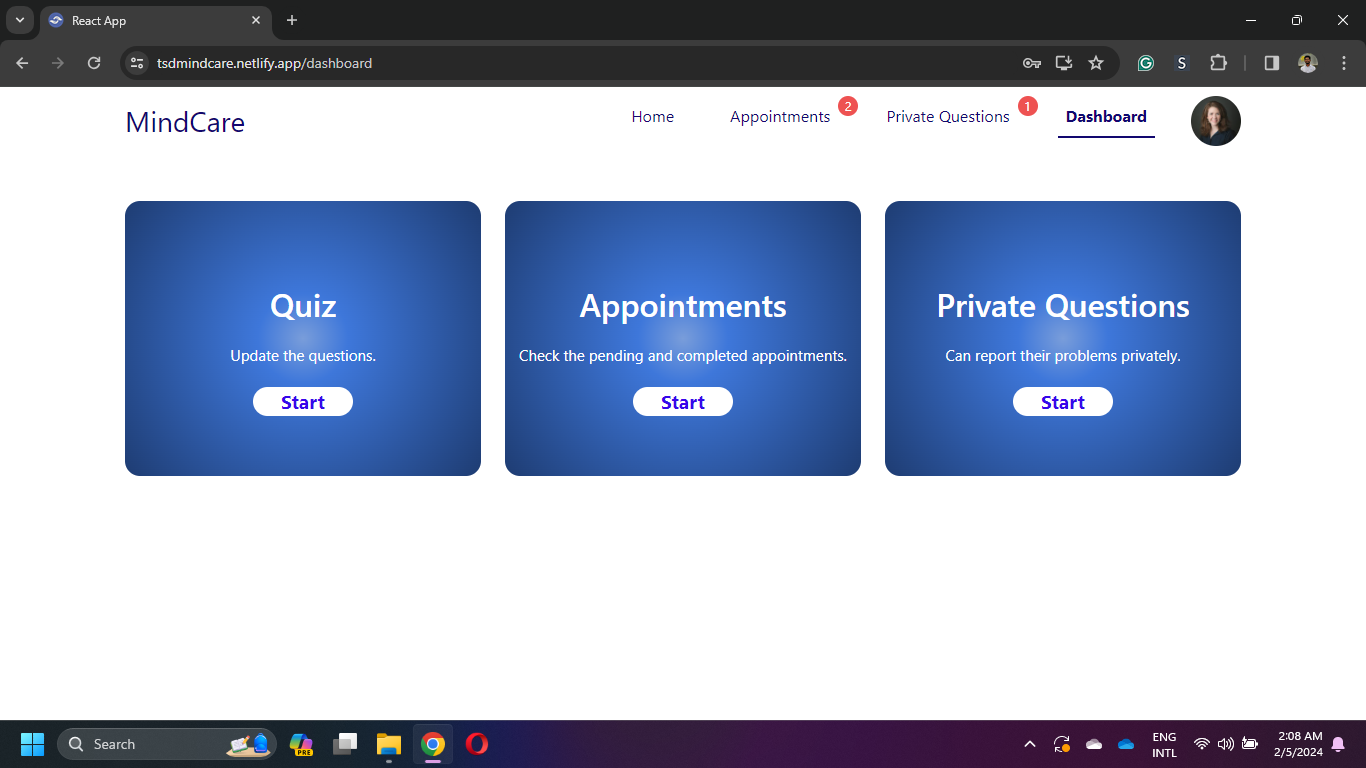 React App
tsdmindcare.netlify.app/dashboard
G
S
MindCare
Home
Appointments
2
Private Questions
1
Dashboard
Quiz
Update the questions.
Start
Appointments
Check the pending and completed appointments.
Start
Private Questions
Can report their problems privately.
Start
Search
PRE
ENG
INTL
2:08 AM
2/5/2024